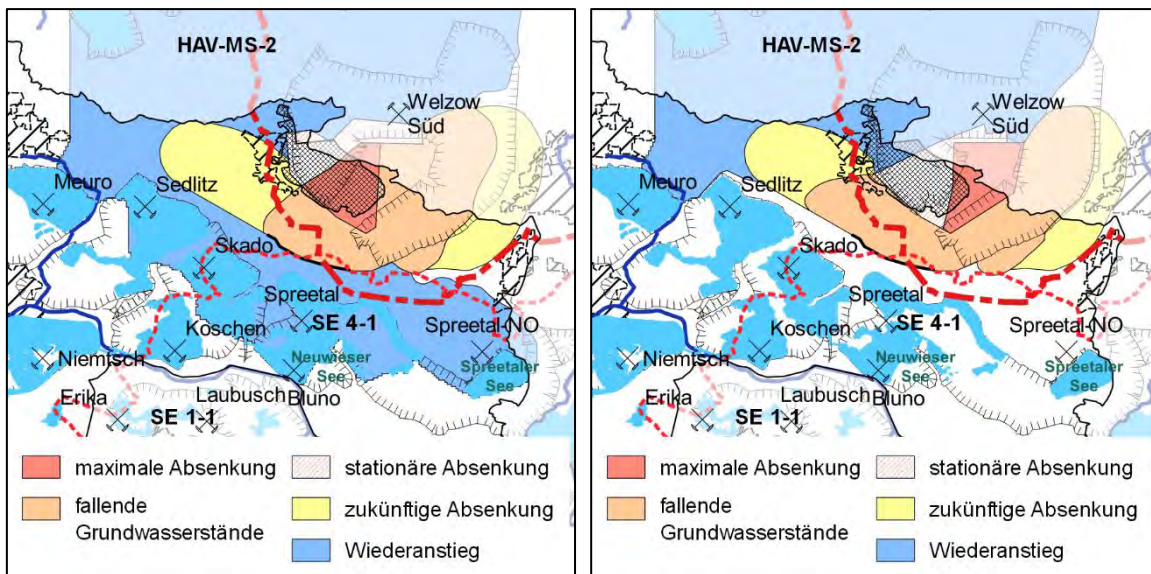 HAV-MS-2
Welzow
Süd
Meuro
Sedlitz
Skado
Spreetal
SE 4-1
Koschen
Spreetal-NO
Niemtsch
Neuwieser
See
Spreetaler
See
Erika
Laubusch
Bluno
SE 1-1
maximale Absenkung
stationäre Absenkung
fallende
Grundwasserstände
zukünftige Absenkung
Wiederanstieg
HAV-MS-2
Welzow
Süd
Meuro
Sedlitz
Skado
Spreetal
SE 4-1
Koschen
Spreetal-NO
Niemtsch
Neuwieser
See
Spreetaler
See
Erika
Laubusch
Bluno
SE 1-1
maximale Absenkung
stationäre Absenkung
fallende
Grundwasserstände
zukünftige Absenkung
Wiederanstieg